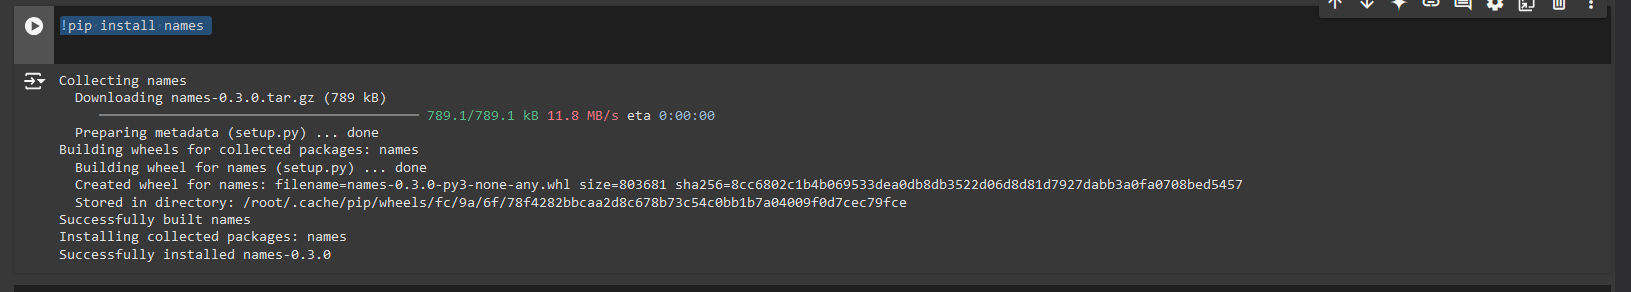 !pip install names
Collecting names
Downloading names-0.3.0.tar.gz (789 kB)
789.1/789.1 kB 11.8 MB/s eta 0:00:00
Preparing metadata (setup.py) ... done
Building wheels for collected packages: names
Building wheel for names (setup.py) ... done
Created wheel for names: filename=names-0.3.0-py3-none-any.whl size=803681 sha256=8cc6802c1b4b069533dea0db8db3522d06d8d81d7927dabb3a0fa0708bed5457
Stored in directory: /root/.cache/pip/wheels/fc/9a/6f/78f4282bbcaa2d8c678b73c54c0bb1b7a04009f0d7cec79fce
Successfully built names
Installing collected packages: names
Successfully installed names-0.3.0